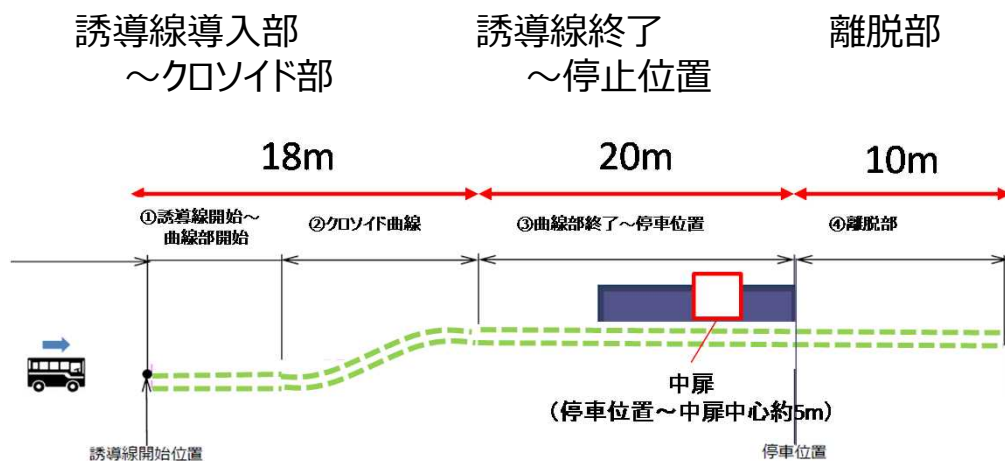 誘導線導入部
～クロソイド部
誘導線終了
～停止位置
離脱部
18m
20m
10m
①誘導線開始～
曲線部開始
②クロソイド曲線
③曲線部終了～停車位置
④離脱部
中扉
（停車位置～中扉中心約5m）
誘導線開始位置
停車位置